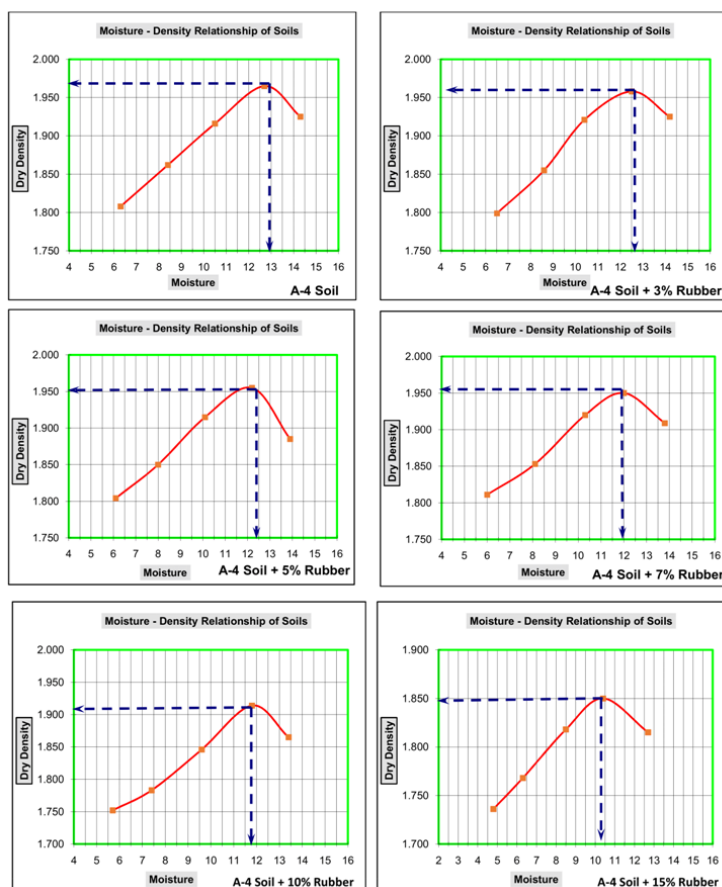 Moisture - Density Relationship of Soils
2.000
1.950
1.900
1.850
1.800
1.750
Dry Density
4 5 6 7 8 9 10 11 12 13 14 15 16
Moisture
A-4 Soil
Moisture - Density Relationship of Soils
2.000
1.950
1.900
1.850
1.800
1.750
Dry Density
4 5 6 7 8 9 10 11 12 13 14 15 16
Moisture
A-4 Soil + 3% Rubber
Moisture - Density Relationship of Soils
2.000
1.950
1.900
1.850
1.800
1.750
Dry Density
4 5 6 7 8 9 10 11 12 13 14 15 16
Moisture
A-4 Soil + 5% Rubber
Moisture - Density Relationship of Soils
2.000
1.950
1.900
1.850
1.800
1.750
Dry Density
4 5 6 7 8 9 10 11 12 13 14 15 16
Moisture
A-4 Soil + 7% Rubber
Moisture - Density Relationship of Soils
2.000
1.950
1.900
1.850
1.800
1.750
1.700
Dry Density
4 5 6 7 8 9 10 11 12 13 14 15 16
Moisture
A-4 Soil + 10% Rubber
Moisture - Density Relationship of Soils
1.900
1.850
1.800
1.750
1.700
Dry Density
2 3 4 5 6 7 8 9 10 11 12 13 14 15 16
Moisture
A-4 Soil + 15% Rubber